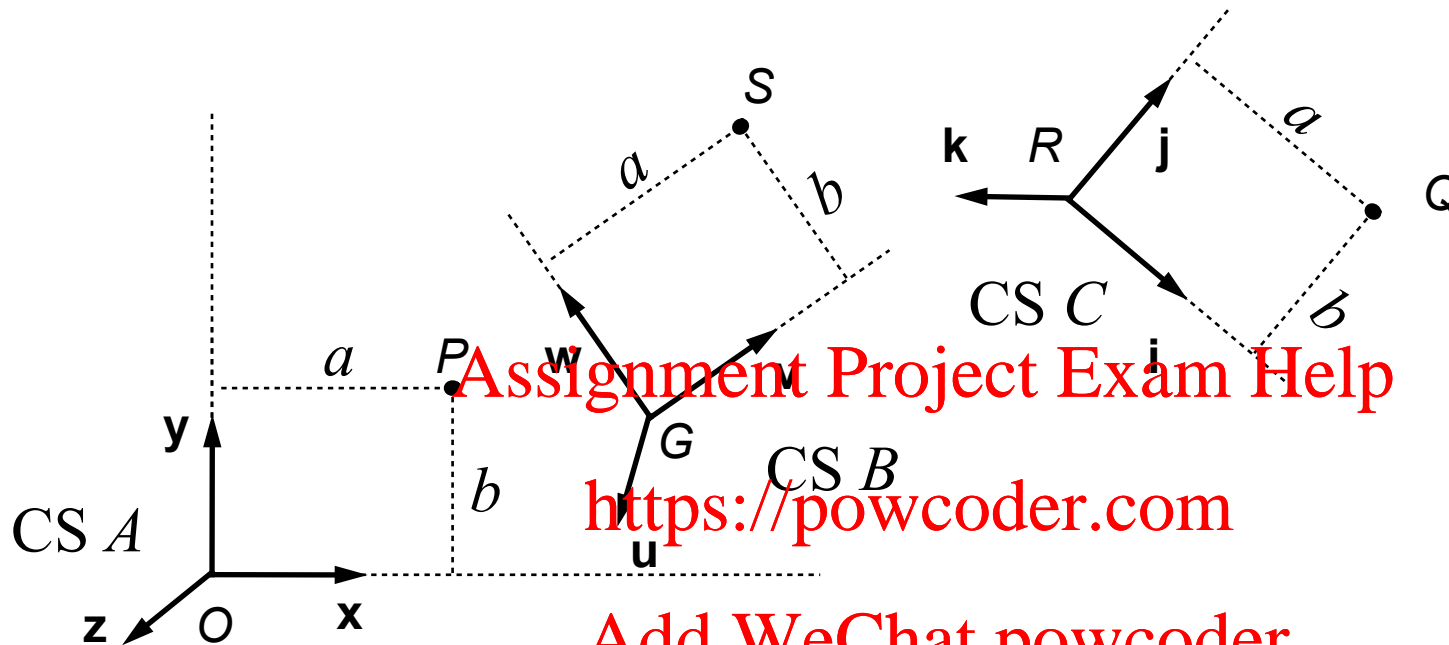 S
a
b
k
R
j
a
Q
CS C
b
i
a
P
w
v
Assignment Project Exam Help
y
G
CS B
b
https://powcoder.com
CS A
u
z
O
x
Add WeChat powcoder